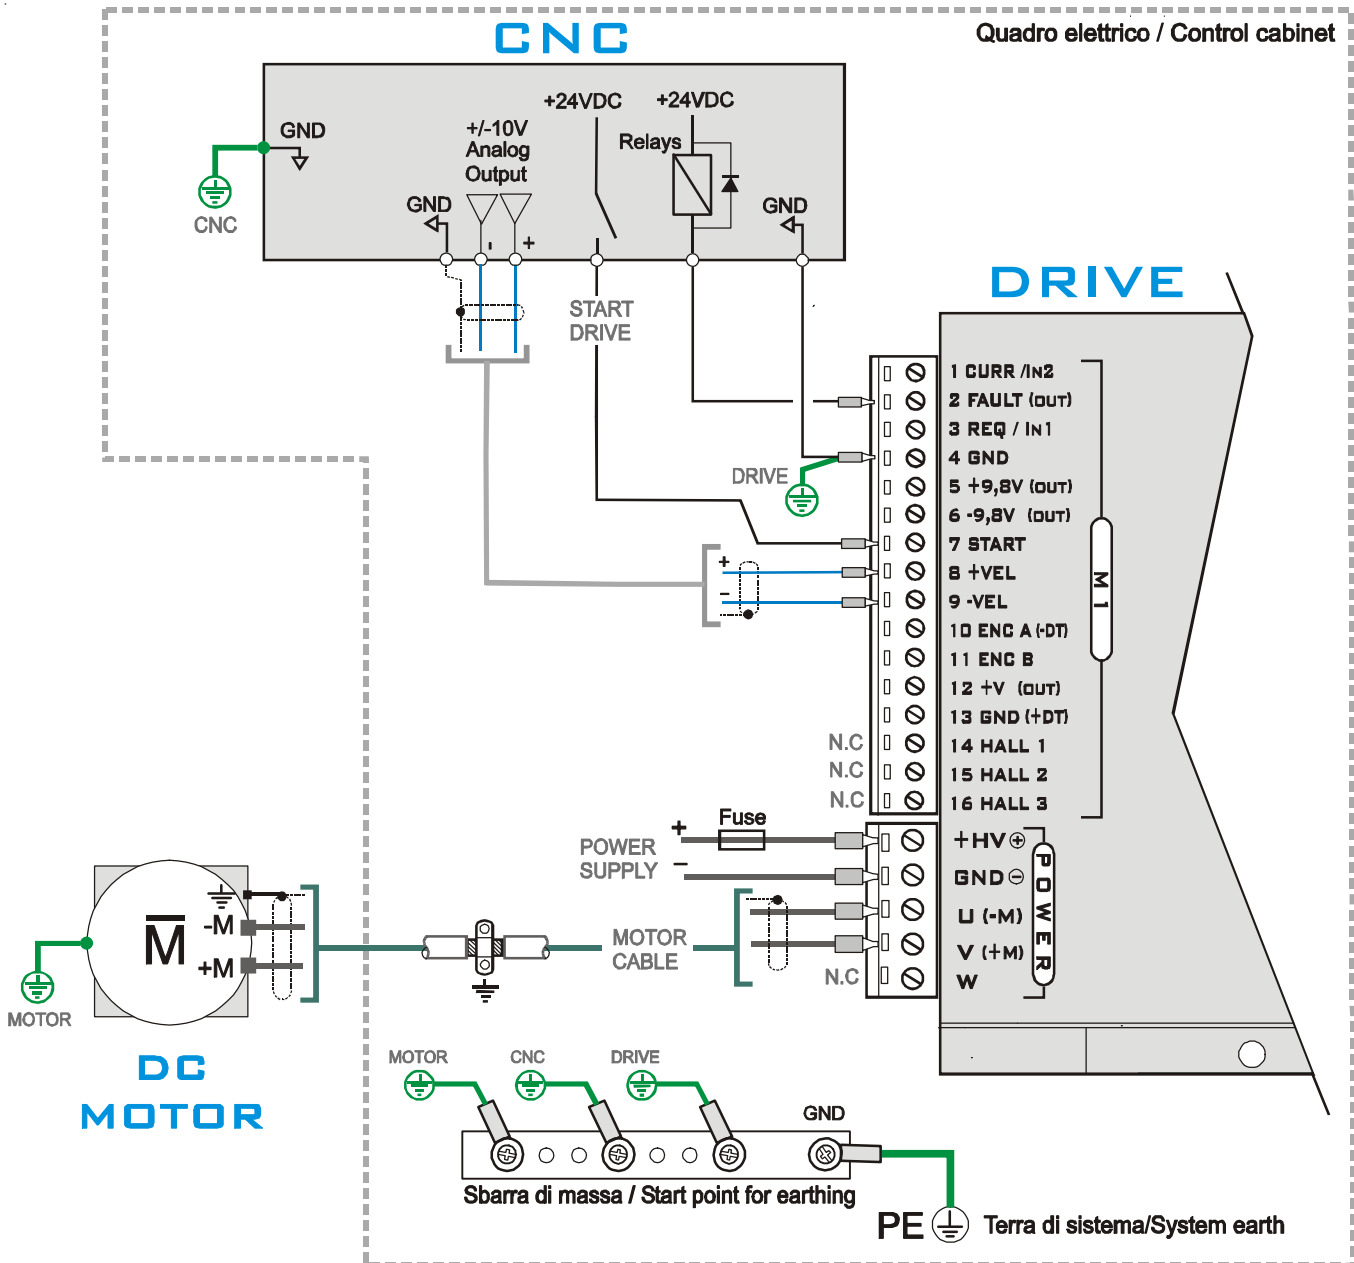 CNC
Quadro elettrico / Control cabinet
+24VDC
+24VDC
GND
+/-10V
Analog
Output
Relays
GND
GND
CNC
-
+
START
DRIVE
DRIVE
1 CURR /IN2
2 FAULT (OUT)
3 REQ / IN1
4 GND
5 +9,8V (OUT)
6 -9,8V (OUT)
7 START
8 +VEL
9 -VEL
10 ENC A (-DT)
11 ENC B
12 +V (OUT)
13 GND (+DT)
14 HALL 1
15 HALL 2
16 HALL 3
M 1
DRIVE
+
−
N.C
N.C
N.C
Fuse
+
POWER
SUPPLY
−
+HV +
GND −
U (-M)
V (+M)
W
POWER
N.C
MOTOR
CABLE
M
-M
+M
MOTOR
DC
MOTOR
MOTOR
CNC
DRIVE
GND
Sbarra di massa / Start point for earthing
PE
Terra di sistema/System earth